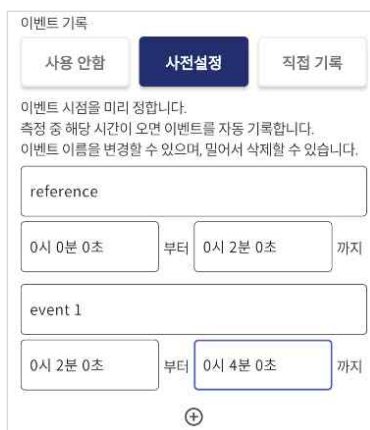 이벤트 기록
사용 안함 사전설정 직접 기록
이벤트 시점을 미리 정합니다.
측정 중 해당 시간이 오면 이벤트를 자동 기록합니다.
이벤트 이름을 변경할 수 있으며, 밀어서 삭제할 수 있습니다.
reference
0시 0분 0초 부터 0시 2분 0초 까지
event 1
0시 2분 0초 부터 0시 4분 0초 까지